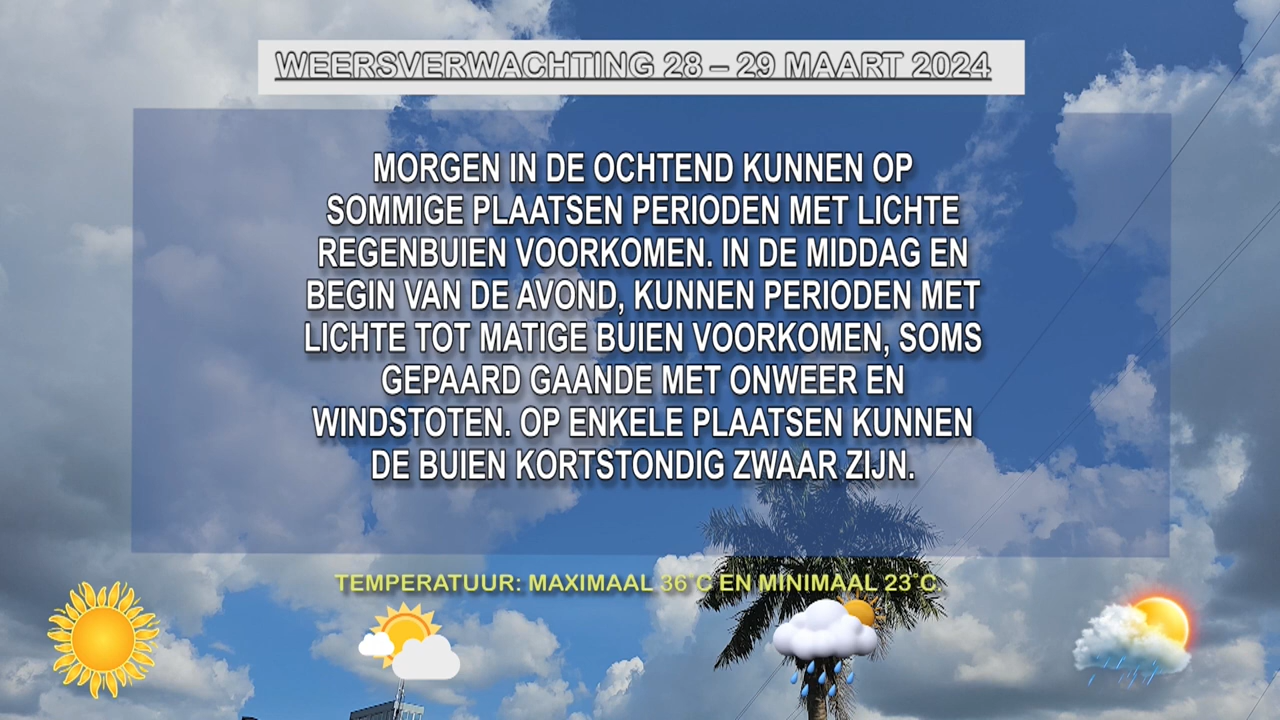 WEERSVERWACHTING 28 – 29 MAART 2024
MORGEN IN DE OCHTEND KUNNEN OP
SOMMIGE PLAATSEN PERIODEN MET LICHTE
REGENBUIEN VOORKOMEN. IN DE MIDDAG EN
BEGIN VAN DE AVOND, KUNNEN PERIODEN MET
LICHTE TOT MATIGE BUIEN VOORKOMEN, SOMS
GEPAARD GAANDE MET ONWEER EN
WINDSTOTEN. OP ENKELE PLAATSEN KUNNEN
DE BUIEN KORTSTONDIG ZWAAR ZIJN.
TEMPERATUUR: MAXIMAAL 36°C EN MINIMAAL 23°C.